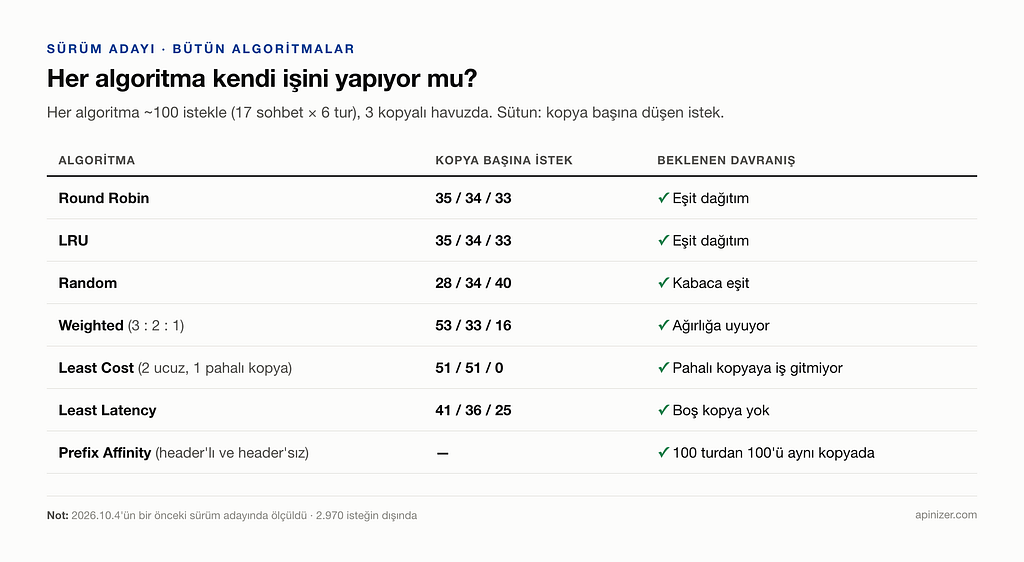 SÜRÜM ADAYI · BÜTÜN ALGORİTMALAR
Her algoritma kendi işini yapıyor mu?
Her algoritma ~100 istekle (17 sohbet × 6 tur), 3 kopyalı havuzda. Sütun: kopya başına düşen istek.
ALGORİTMA KOPYA BAŞINA İSTEK BEKLENEN DAVRANIŞ
Round Robin 35 / 34 / 33 ✓ Eşit dağıtım
LRU 35 / 34 / 33 ✓ Eşit dağıtım
Random 28 / 34 / 40 ✓ Kabaca eşit
Weighted (3 : 2 : 1) 53 / 33 / 16 ✓ Ağırlığa uyuyor
Least Cost (2 ucuz, 1 pahalı kopya) 51 / 51 / 0 ✓ Pahalı kopyaya iş gitmiyor
Least Latency 41 / 36 / 25 ✓ Boş kopya yok
Prefix Affinity (header'lı ve header'sız) — ✓ 100 turdan 100'ü aynı kopyada
Not: 2026.10.4'ün bir önceki sürüm adayında ölçüldü · 2.970 isteğin dışında apinizer.com